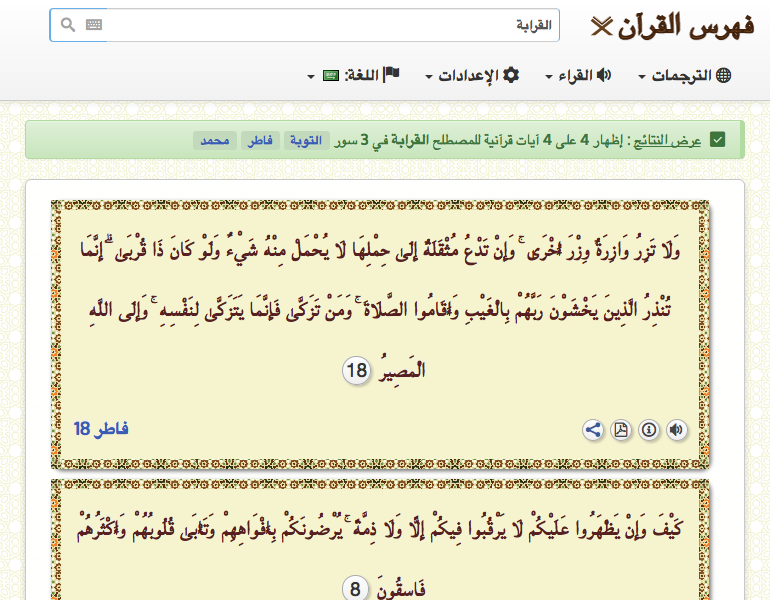 فهرس القرآن
القرابة
الترجمات
القراء
الإعدادات
اللغة:
عرض النتائج : إظهار 4 على 4 آيات قرآنية للمصطلح القرابة في 3 سور التوبة فاطر محمد
وَلَا تَزِرُ وَازِرَةٌ وِزْرَ أُخْرَىٰ ۚ وَإِنْ تَدْعُ مُثْقَلَةٌ إِلَىٰ حِمْلِهَا لَا يُحْمَلْ مِنْهُ شَيْءٌ وَلَوْ كَانَ ذَا قُرْبَىٰ ۗ إِنَّمَا
تُنْذِرُ الَّذِينَ يَخْشَوْنَ رَبَّهُمْ بِالْغَيْبِ وَأَقَامُوا الصَّلَاةَ ۚ وَمَنْ تَزَكَّىٰ فَإِنَّمَا يَتَزَكَّىٰ لِنَفْسِهِ ۚ وَإِلَى اللَّهِ
الْمَصِيرُ 18
فاطر 18
كَيْفَ وَإِنْ يَظْهَرُوا عَلَيْكُمْ لَا يَرْقُبُوا فِيكُمْ إِلًّا وَلَا ذِمَّةً ۚ يُرْضُونَكُمْ بِأَفْوَاهِهِمْ وَتَأْبَىٰ قُلُوبُهُمْ وَأَكْثَرُهُمْ
فَاسِقُونَ 8